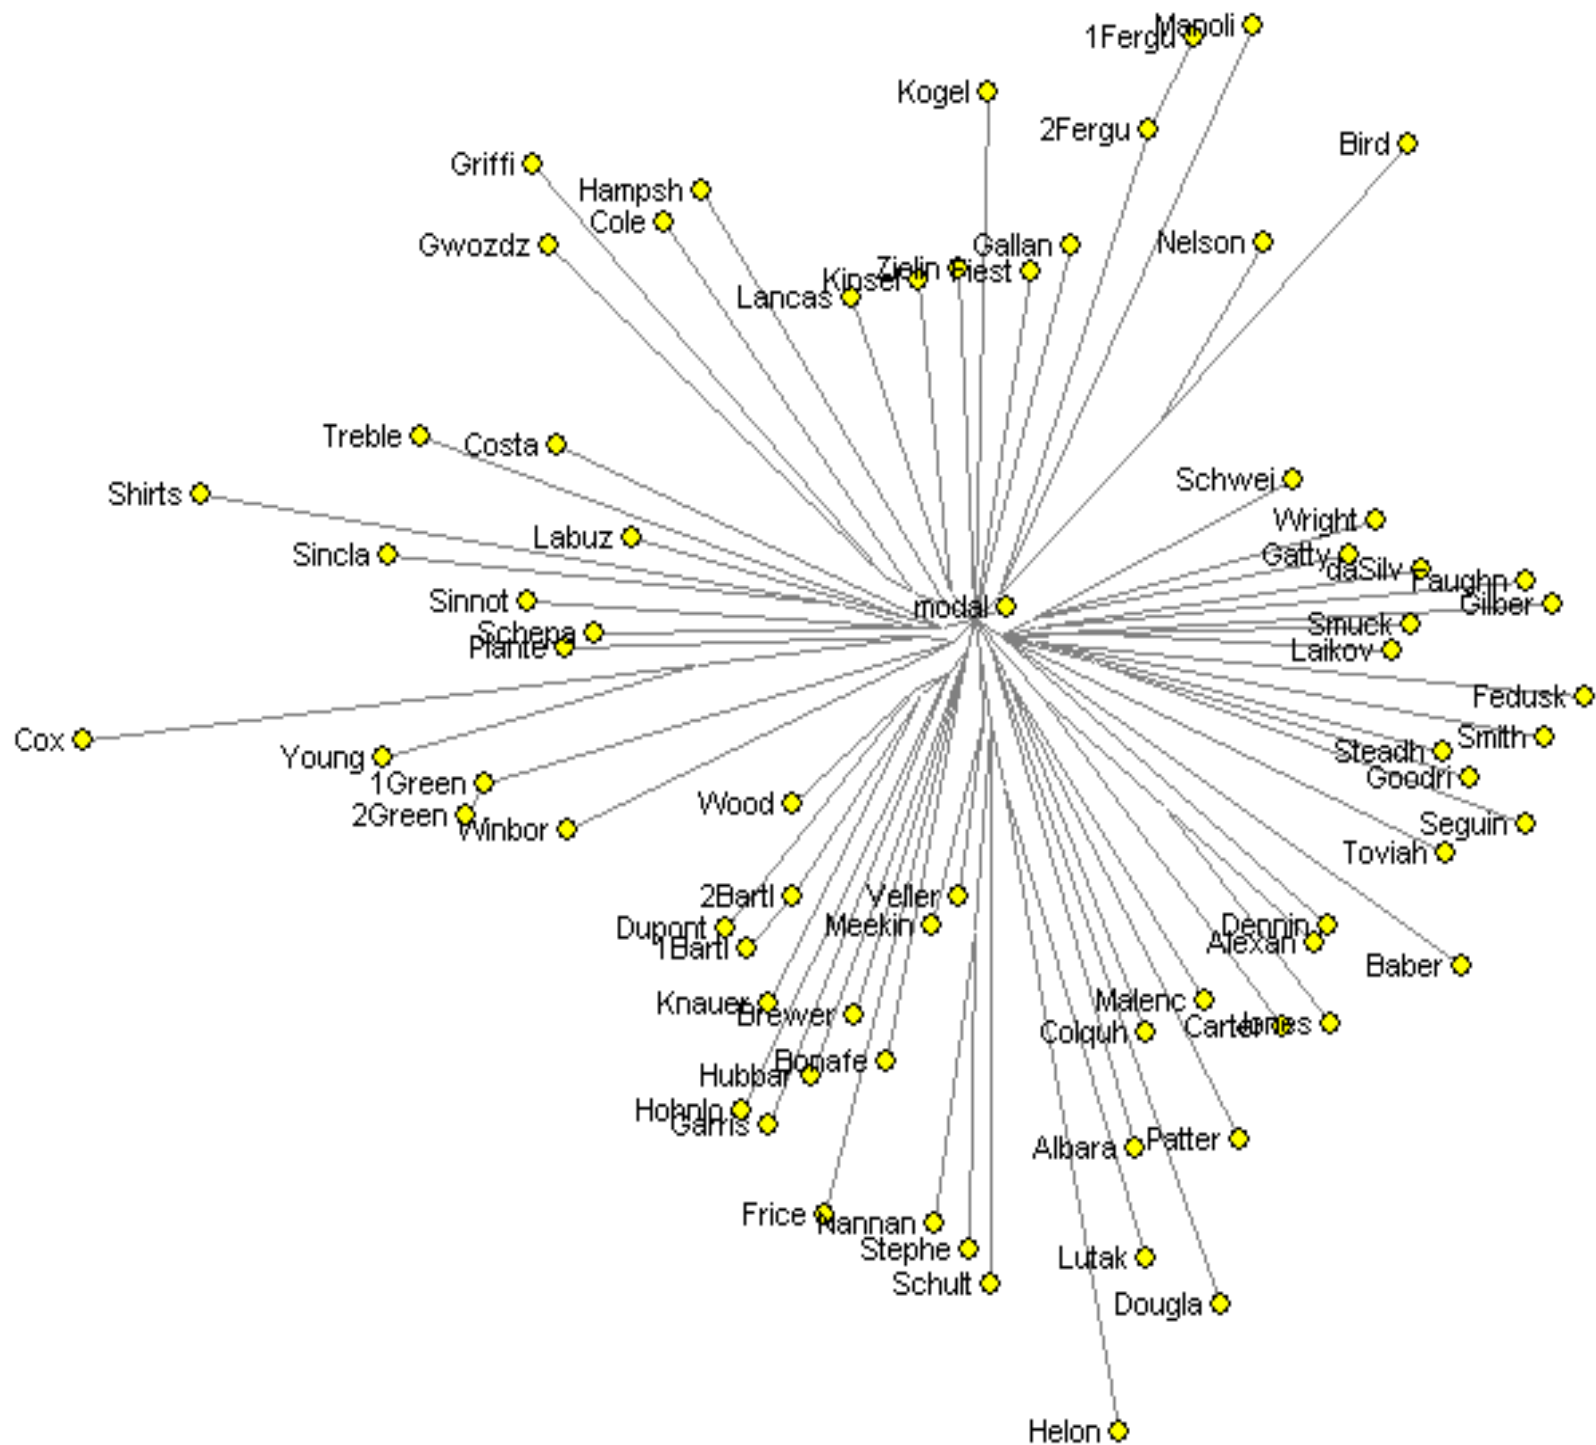 Manoli
1Fergu
Kogel
2Fergu
Bird
Griffi
Hampsh
Cole
Gwozdz
Gallan
Nelson
Zielin
Piest
Kinsel
Lancas
Treble
Costa
Schwei
Shirts
Wright
Labuz
Sincla
Gatty
daSilv
Faughn
Sinnot
modal
Gilber
Schepa
Smuck
Plante
Laikov
Fedusk
Cox
Smith
Young
Steadh
1Green
Goodri
2Green
Winbor
Wood
Seguin
Toviah
2Bartl
Veller
Dupont
Meekin
Dennin
1Bartl
Alexan
Baber
Knauer
Brewer
Malenc
Colquh
Carter
Jones
Bonafe
Hubbar
Hohnlo
Garris
Albara
Patter
Frice
Nannan
Stephe
Lutak
Schult
Dougla
Helon